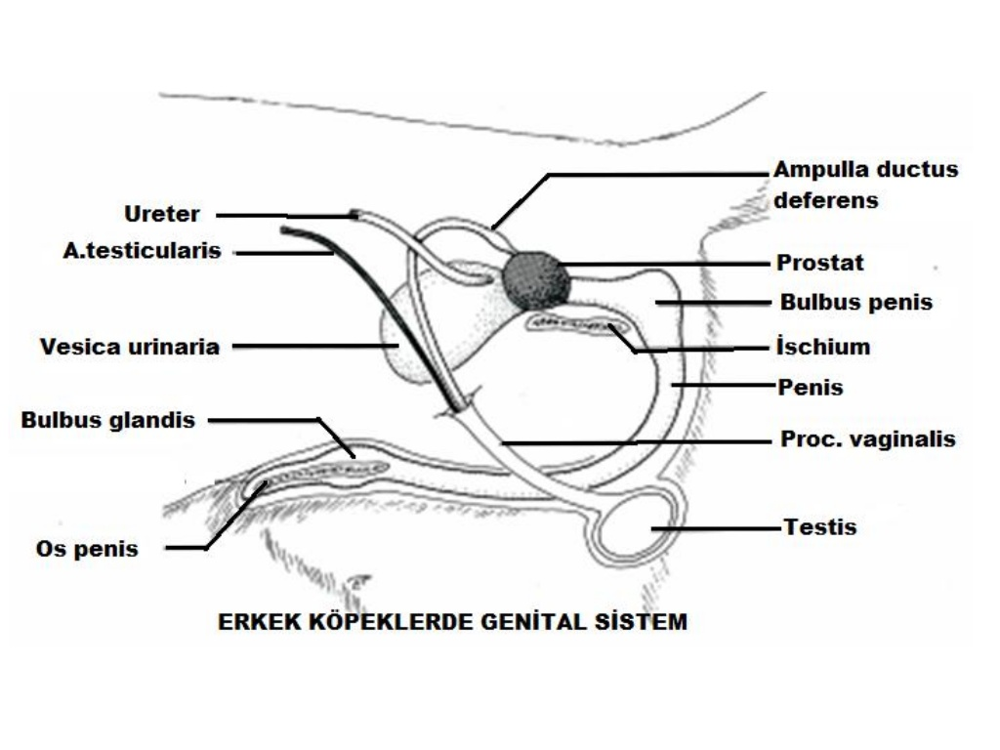 Ampulla ductus
deferens
Ureter
A.testicularis
Prostat
Bulbus penis
Vesica urinaria
İschium
Penis
Bulbus glandis
Proc. vaginalis
Testis
Os penis
ERKEK KÖPEKLERDE GENİTAL SİSTEM